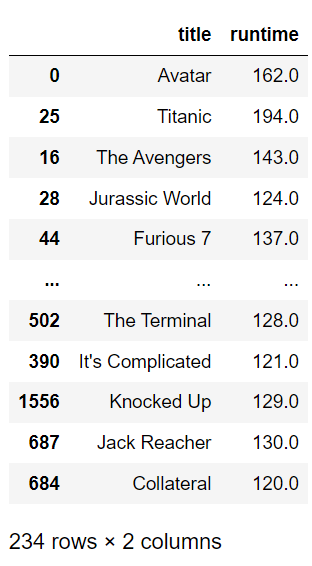 title runtime
0 Avatar 162.0
25 Titanic 194.0
16 The Avengers 143.0
28 Jurassic World 124.0
44 Furious 7 137.0
... ... ...
502 The Terminal 128.0
390 It's Complicated 121.0
1556 Knocked Up 129.0
687 Jack Reacher 130.0
684 Collateral 120.0
234 rows × 2 columns